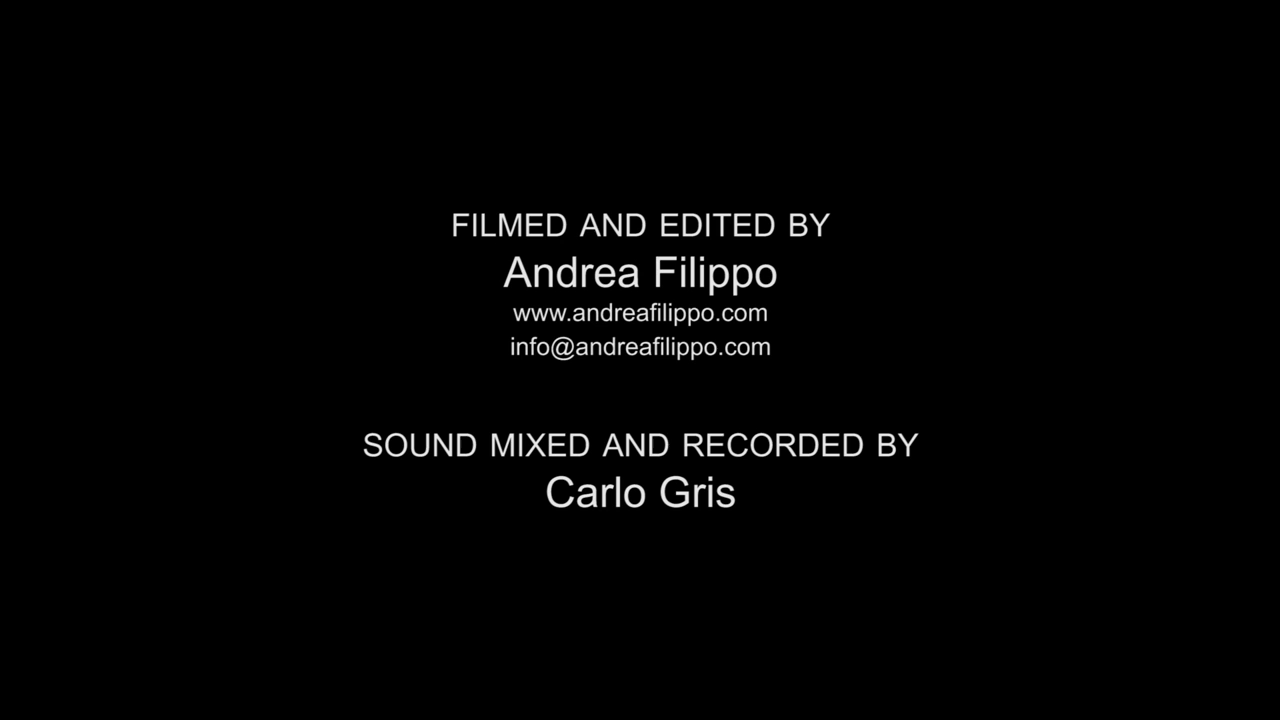 FILMED AND EDITED BY
Andrea Filippo
www.andreafilippo.com
info@andreafilippo.com
SOUND MIXED AND RECORDED BY
Carlo Gris